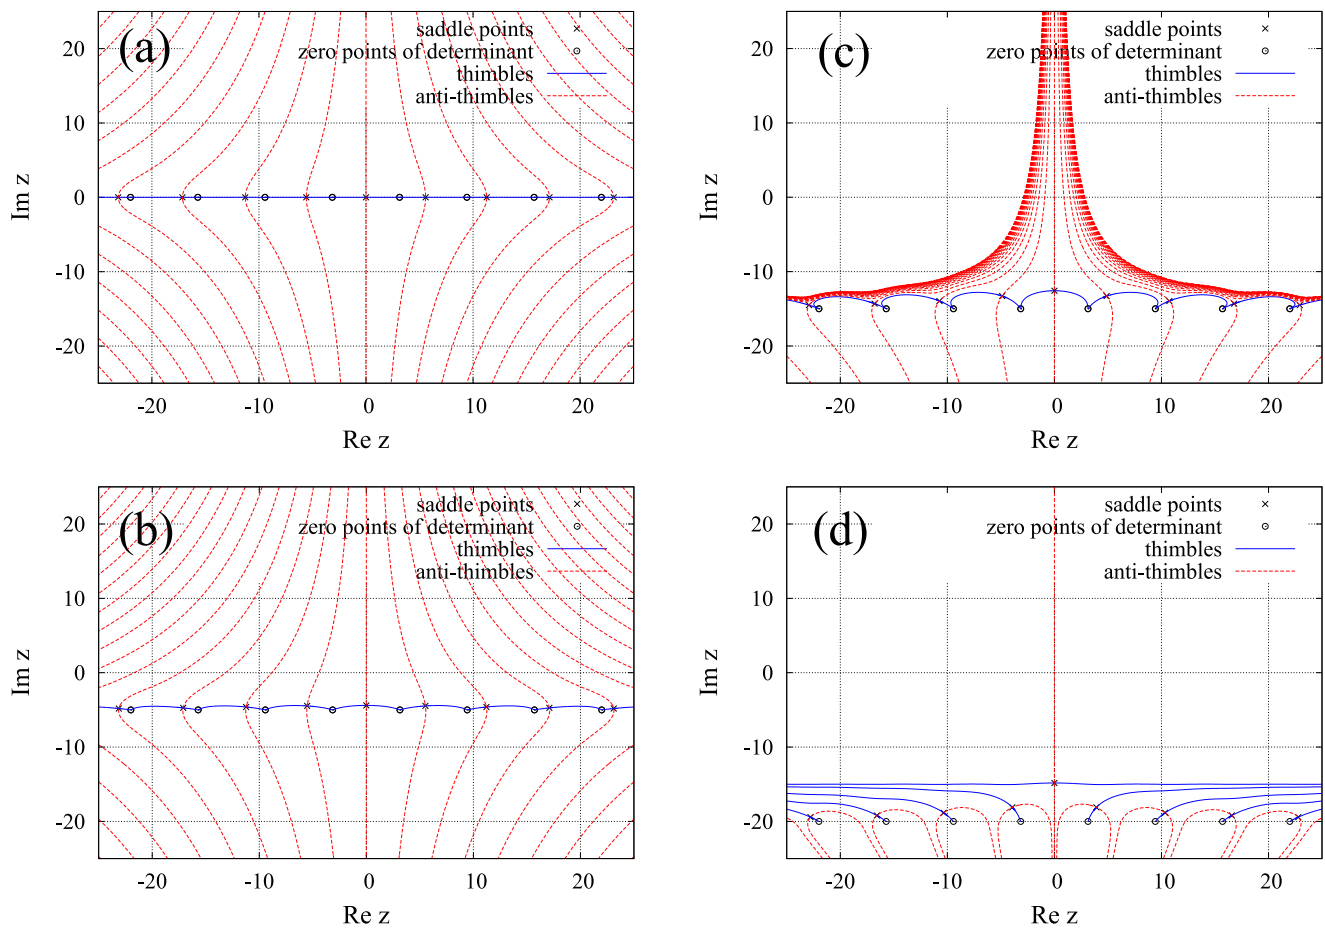 (a)
saddle points
zero points of determinant
thimbles
anti-thimbles
20
10
0
-10
-20
Im z
-20 -10 0 10 20
Re z
(c)
saddle points
zero points of determinant
thimbles
anti-thimbles
20
10
0
-10
-20
Im z
-20 -10 0 10 20
Re z
(b)
saddle points
zero points of determinant
thimbles
anti-thimbles
20
10
0
-10
-20
Im z
-20 -10 0 10 20
Re z
(d)
saddle points
zero points of determinant
thimbles
anti-thimbles
20
10
0
-10
-20
Im z
-20 -10 0 10 20
Re z